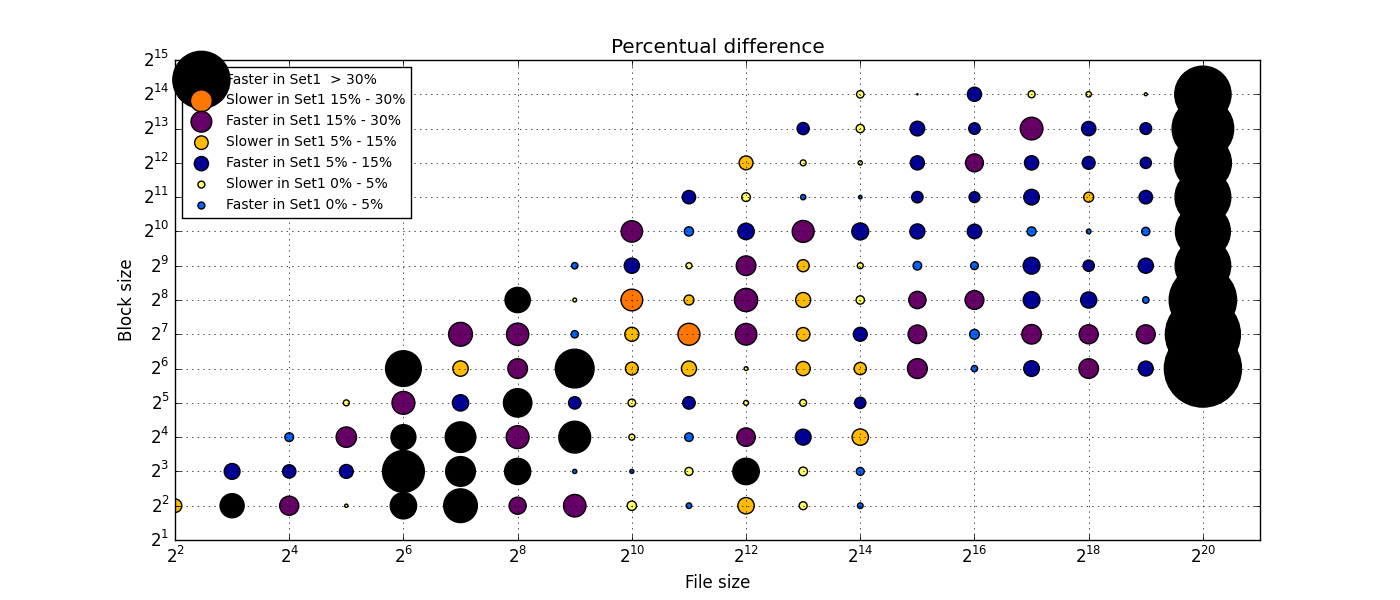 Percentual difference
Faster in Set1 > 30%
Slower in Set1 15% - 30%
Faster in Set1 15% - 30%
Slower in Set1 5% - 15%
Faster in Set1 5% - 15%
Slower in Set1 0% - 5%
Faster in Set1 0% - 5%
Block size
2^15
2^14
2^13
2^12
2^11
2^10
2^9
2^8
2^7
2^6
2^5
2^4
2^3
2^2
2^1
2^2 2^4 2^6 2^8 2^10 2^12 2^14 2^16 2^18 2^20
File size